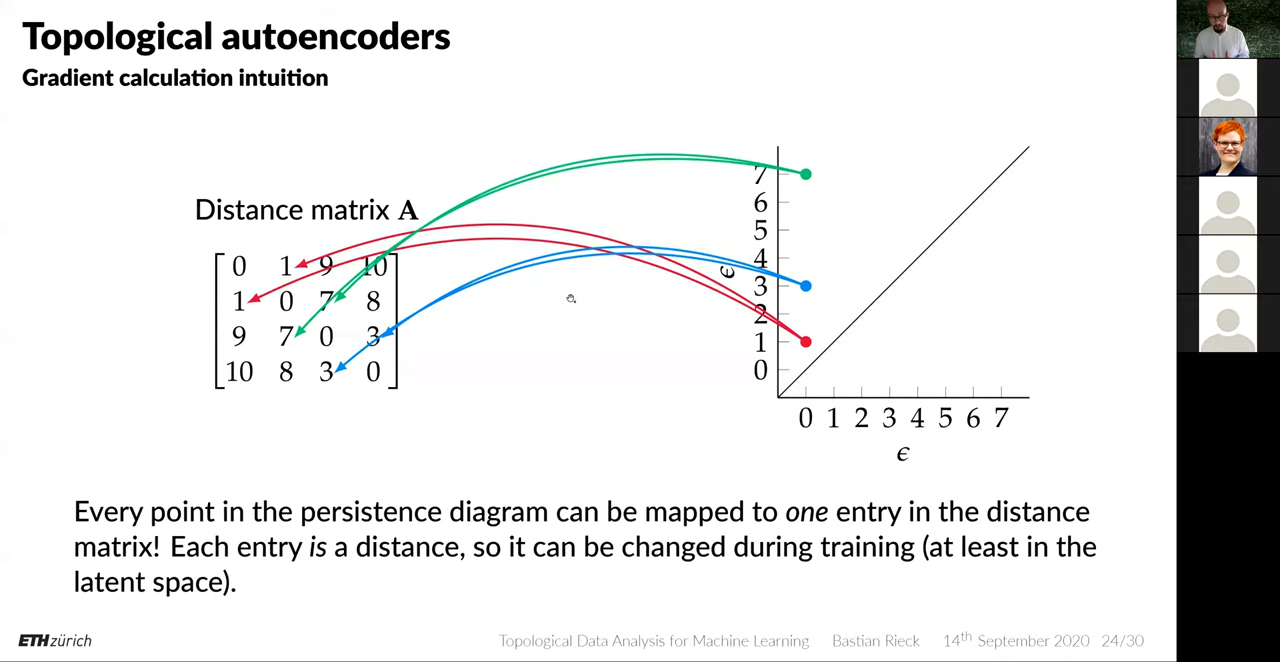 Topological autoencoders
Gradient calculation intuition
Distance matrix A
0 1 9 10
1 0 7 8
9 7 0 3
10 8 3 0
7
6
5
4
ϵ
3
2
1
0
0 1 2 3 4 5 6 7
ϵ
Every point in the persistence diagram can be mapped to one entry in the distance
matrix! Each entry is a distance, so it can be changed during training (at least in the
latent space).
ETH zürich
Topological Data Analysis for Machine Learning Bastian Rieck 14th September 2020 24/30